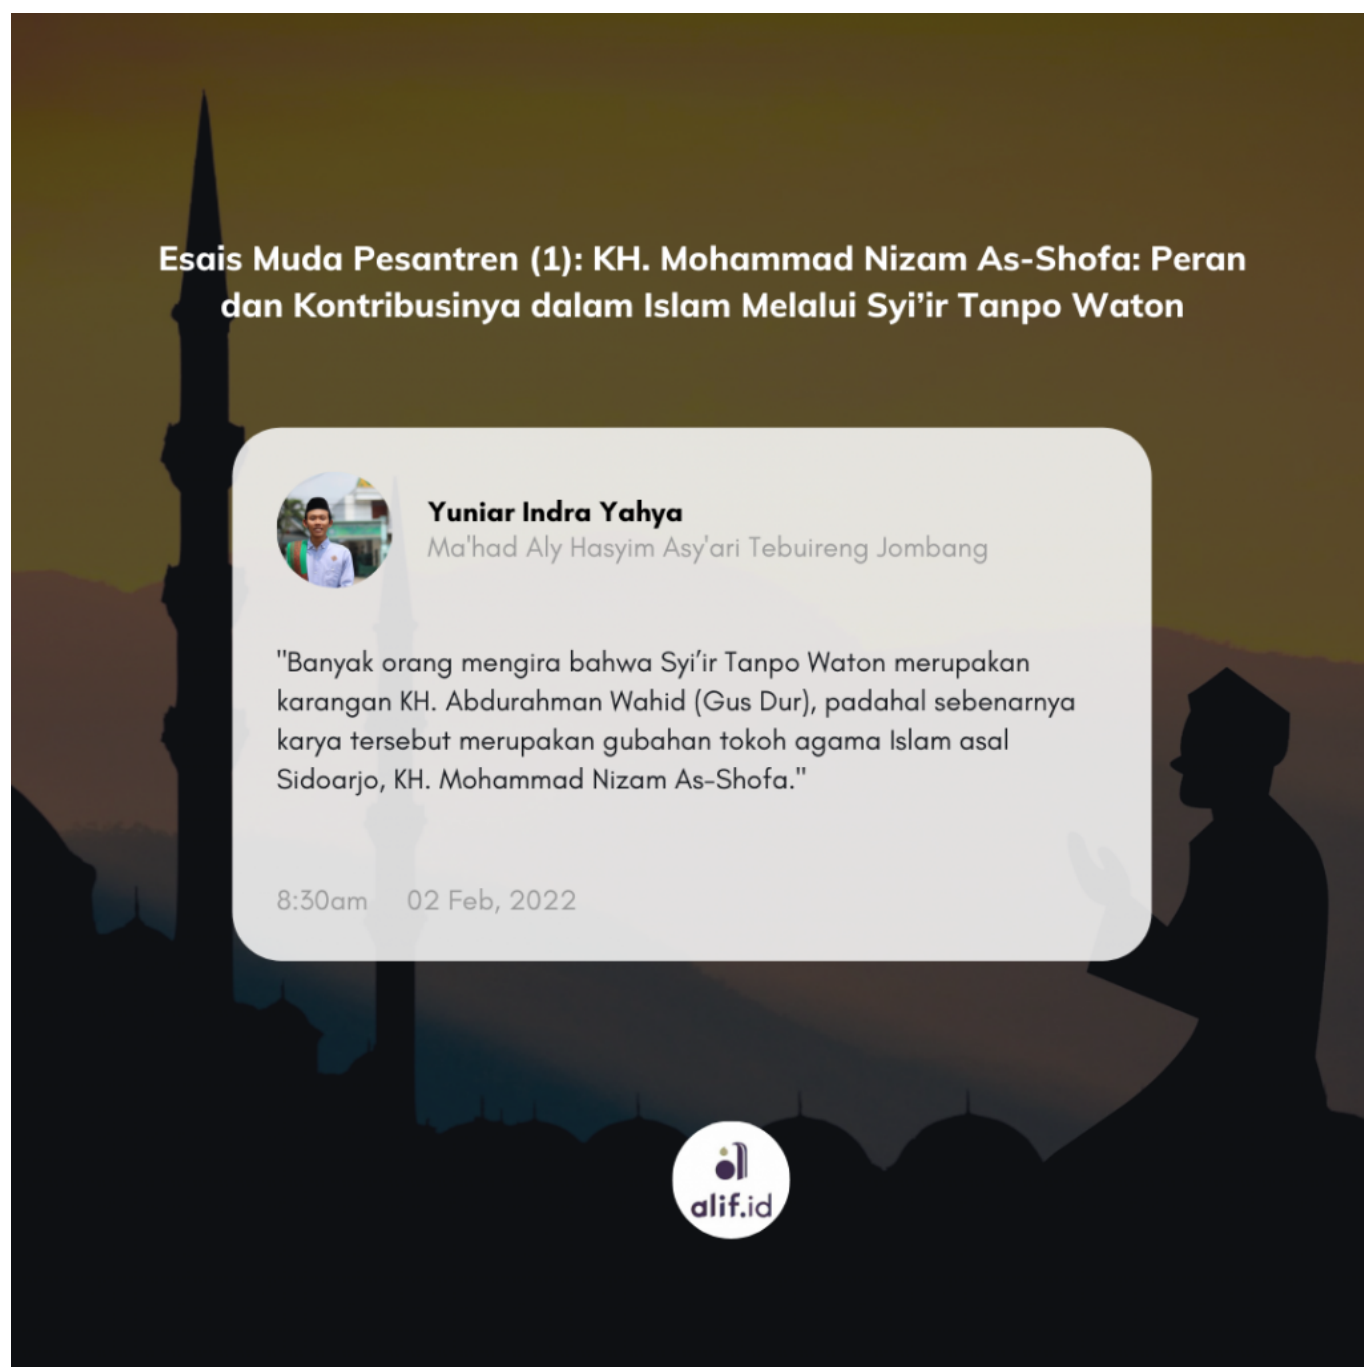 Esais Muda Pesantren (1): KH. Mohammad Nizam As-Shofa: Peran
dan Kontribusinya dalam Islam Melalui Syi’ir Tanpo Waton
Yuniar Indra Yahya
Ma'had Aly Hasyim Asy'ari Tebuireng Jombang
"Banyak orang mengira bahwa Syi’ir Tanpo Waton merupakan
karangan KH. Abdurahman Wahid (Gus Dur), padahal sebenarnya
karya tersebut merupakan gubahan tokoh agama Islam asal
Sidoarjo, KH. Mohammad Nizam As-Shofa."
8:30am 02 Feb, 2022
alif.id